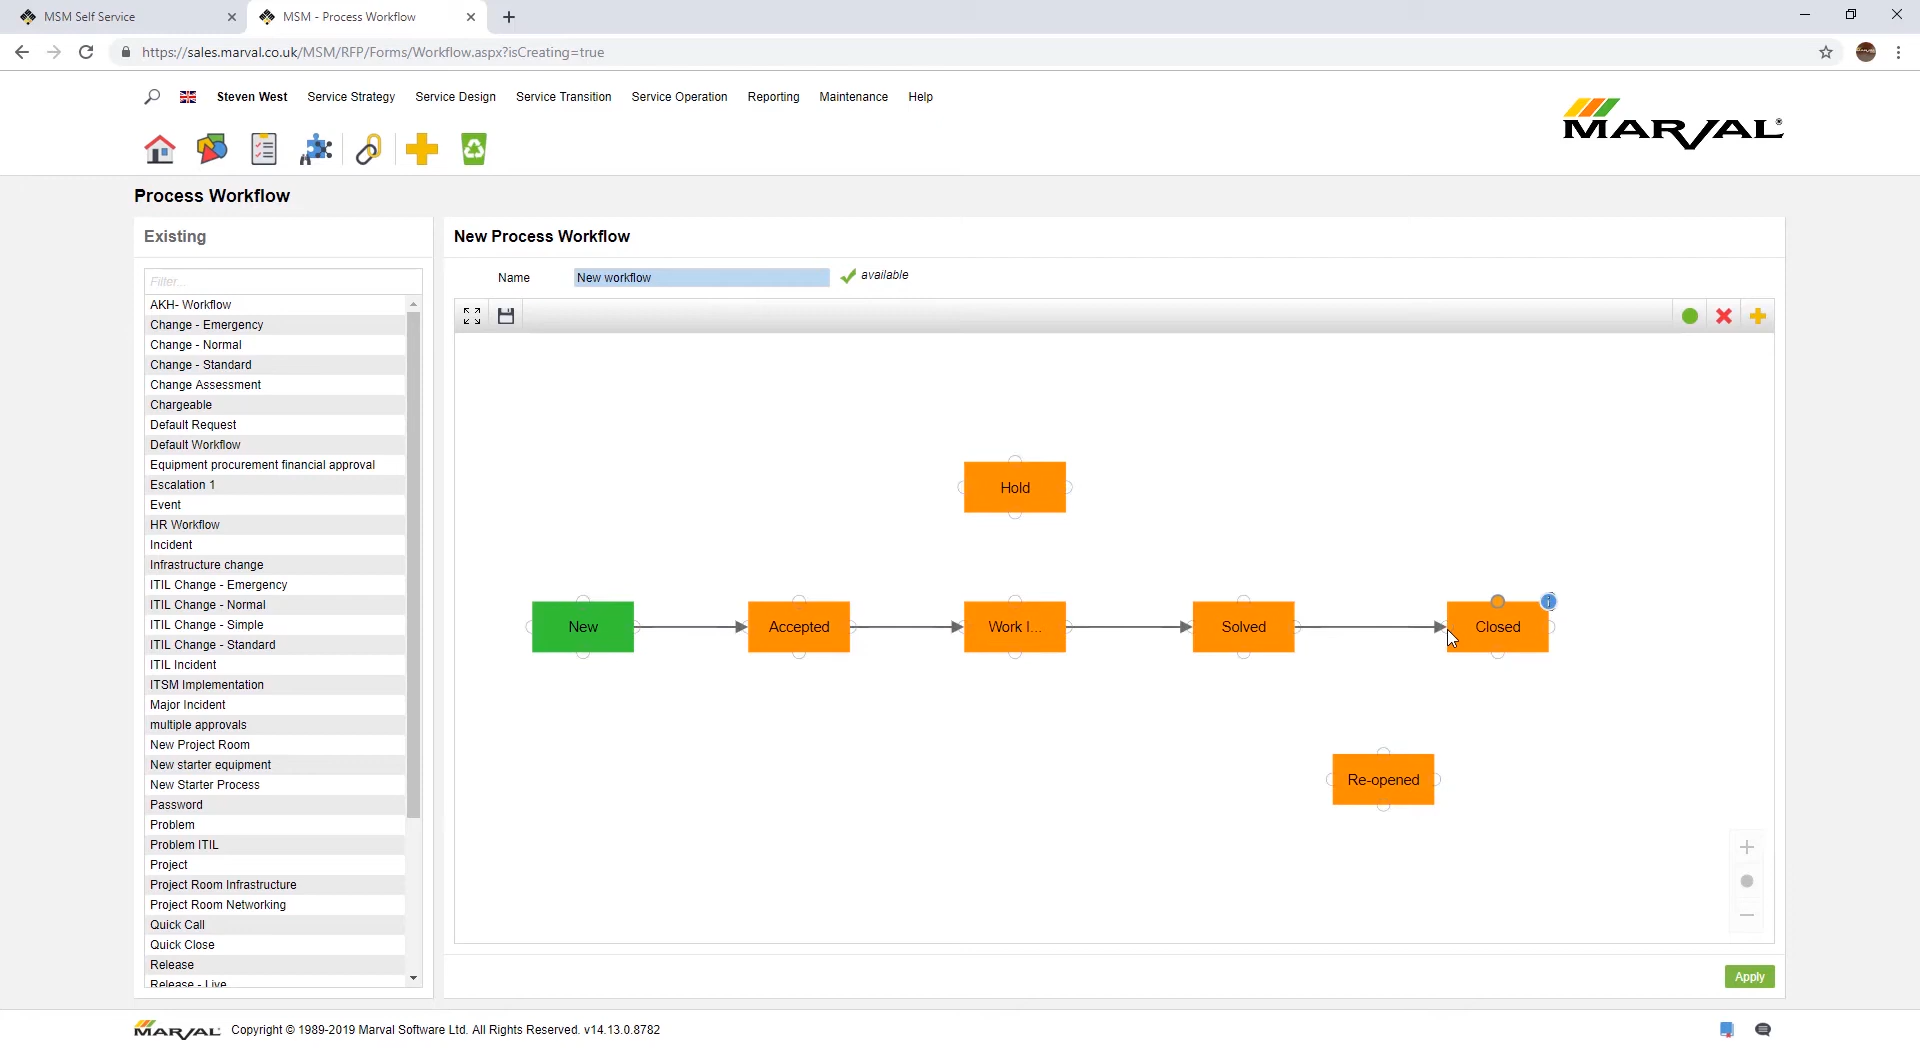 MSM Self Service
MSM - Process Workflow
https://sales.marval.co.uk/MSM/RFP/Forms/Workflow.aspx?isCreating=true
Steven West Service Strategy Service Design Service Transition Service Operation Reporting Maintenance Help
MARVAL®
Process Workflow
Existing
Filter...
AKH- Workflow
Change - Emergency
Change - Normal
Change - Standard
Change Assessment
Chargeable
Default Request
Default Workflow
Equipment procurement financial approval
Escalation 1
Event
HR Workflow
Incident
Infrastructure change
ITIL Change - Emergency
ITIL Change - Normal
ITIL Change - Simple
ITIL Change - Standard
ITIL Incident
ITSM Implementation
Major Incident
multiple approvals
New Project Room
New starter equipment
New Starter Process
Password
Problem
Problem ITIL
Project
Project Room Infrastructure
Project Room Networking
Quick Call
Quick Close
Release
Release - Live
New Process Workflow
Name New workflow available
Hold
New Accepted Work I... Solved Closed
Re-opened
Apply
MARVAL Copyright © 1989-2019 Marval Software Ltd. All Rights Reserved. v14.13.0.8782